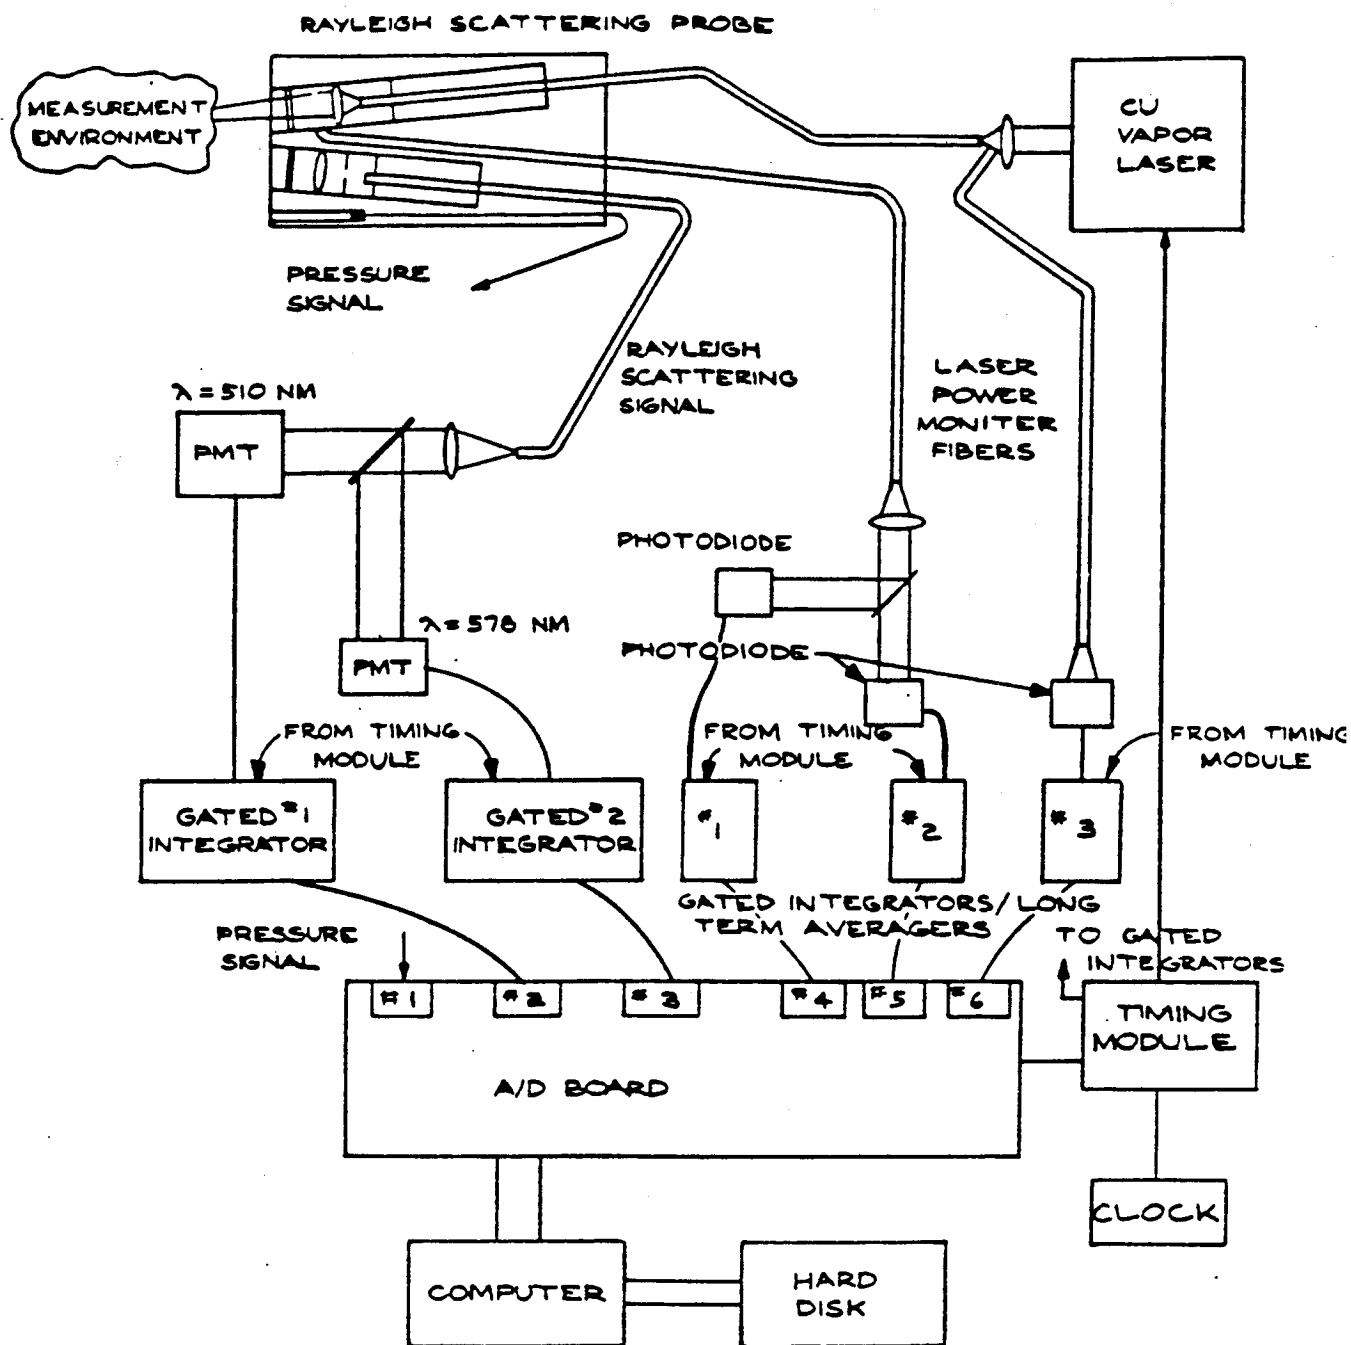 RAYLEIGH SCATTERING PROBE
MEASUREMENT
ENVIRONMENT
CU
VAPOR
LASER
PRESSURE
SIGNAL
RAYLEIGH
SCATTERING
SIGNAL
LASER
POWER
MONITER
FIBERS
λ=510 NM
PMT
PHOTODIODE
λ=578 NM
PMT
PHOTODIODE
FROM TIMING
MODULE
FROM TIMING
MODULE
FROM TIMING
MODULE
GATED #1
INTEGRATOR
GATED #2
INTEGRATOR
#1
#2
#3
GATED INTEGRATORS/LONG
TERM AVERAGERS
PRESSURE
SIGNAL
TO GATED
INTEGRATORS
#1
#2
#3
#4
#5
#6
TIMING
MODULE
A/D BOARD
CLOCK
COMPUTER
HARD
DISK